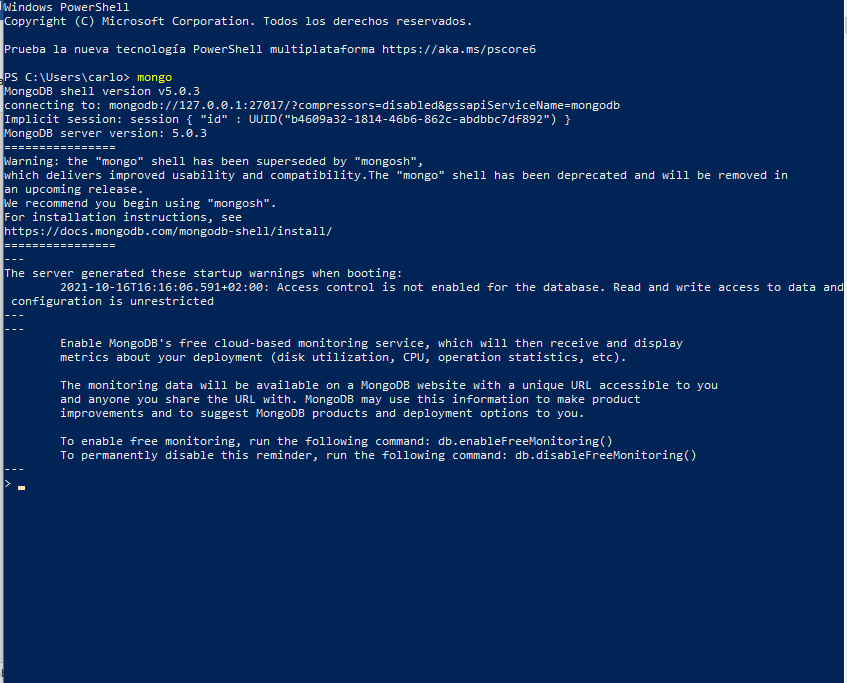 Windows PowerShell
Copyright (C) Microsoft Corporation. Todos los derechos reservados.
Prueba la nueva tecnología PowerShell multiplataforma https://aka.ms/pscore6
PS C:\Users\carlo> mongo
MongoDB shell version v5.0.3
connecting to: mongodb://127.0.0.1:27017/?compressors=disabled&gssapiServiceName=mongodb
Implicit session: session { "id" : UUID("b4609a32-1814-46b6-862c-abdbbc7df892") }
MongoDB server version: 5.0.3
================
Warning: the "mongo" shell has been superseded by "mongosh",
which delivers improved usability and compatibility.The "mongo" shell has been deprecated and will be removed in
an upcoming release.
We recommend you begin using "mongosh".
For installation instructions, see
https://docs.mongodb.com/mongodb-shell/install/
================
---
The server generated these startup warnings when booting:
2021-10-16T16:16:06.591+02:00: Access control is not enabled for the database. Read and write access to data and
configuration is unrestricted
---
---
Enable MongoDB's free cloud-based monitoring service, which will then receive and display
metrics about your deployment (disk utilization, CPU, operation statistics, etc).
The monitoring data will be available on a MongoDB website with a unique URL accessible to you
and anyone you share the URL with. MongoDB may use this information to make product
improvements and to suggest MongoDB products and deployment options to you.
To enable free monitoring, run the following command: db.enableFreeMonitoring()
To permanently disable this reminder, run the following command: db.disableFreeMonitoring()
---
>